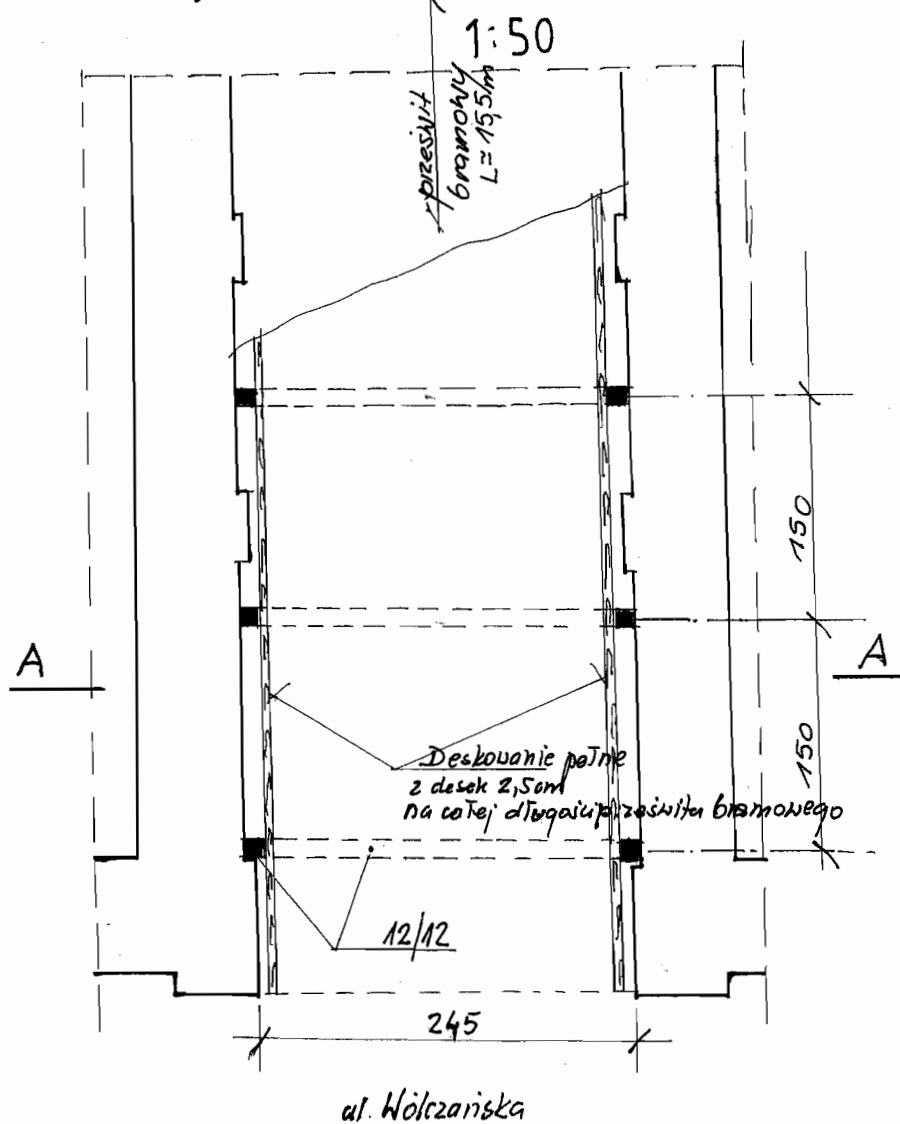 1:50
prześwit
bramowy
L≅15,5m
150
A
A
150
Deskowanie pełne
z desek 2,5cm
na całej długości prześwitu bramowego
12/12
245
ul. Wólczańska